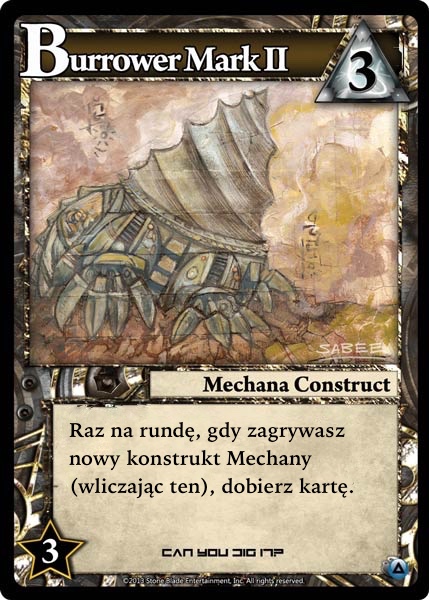 Burrower Mark II
3
SABEE
Mechana Construct
Raz na rundę, gdy zagrywasz
nowy konstrukt Mechany
(wliczając ten), dobierz kartę.
3
CAN YOU DIG IT?
©2013 Stone Blade Entertainment, Inc. All rights reserved.